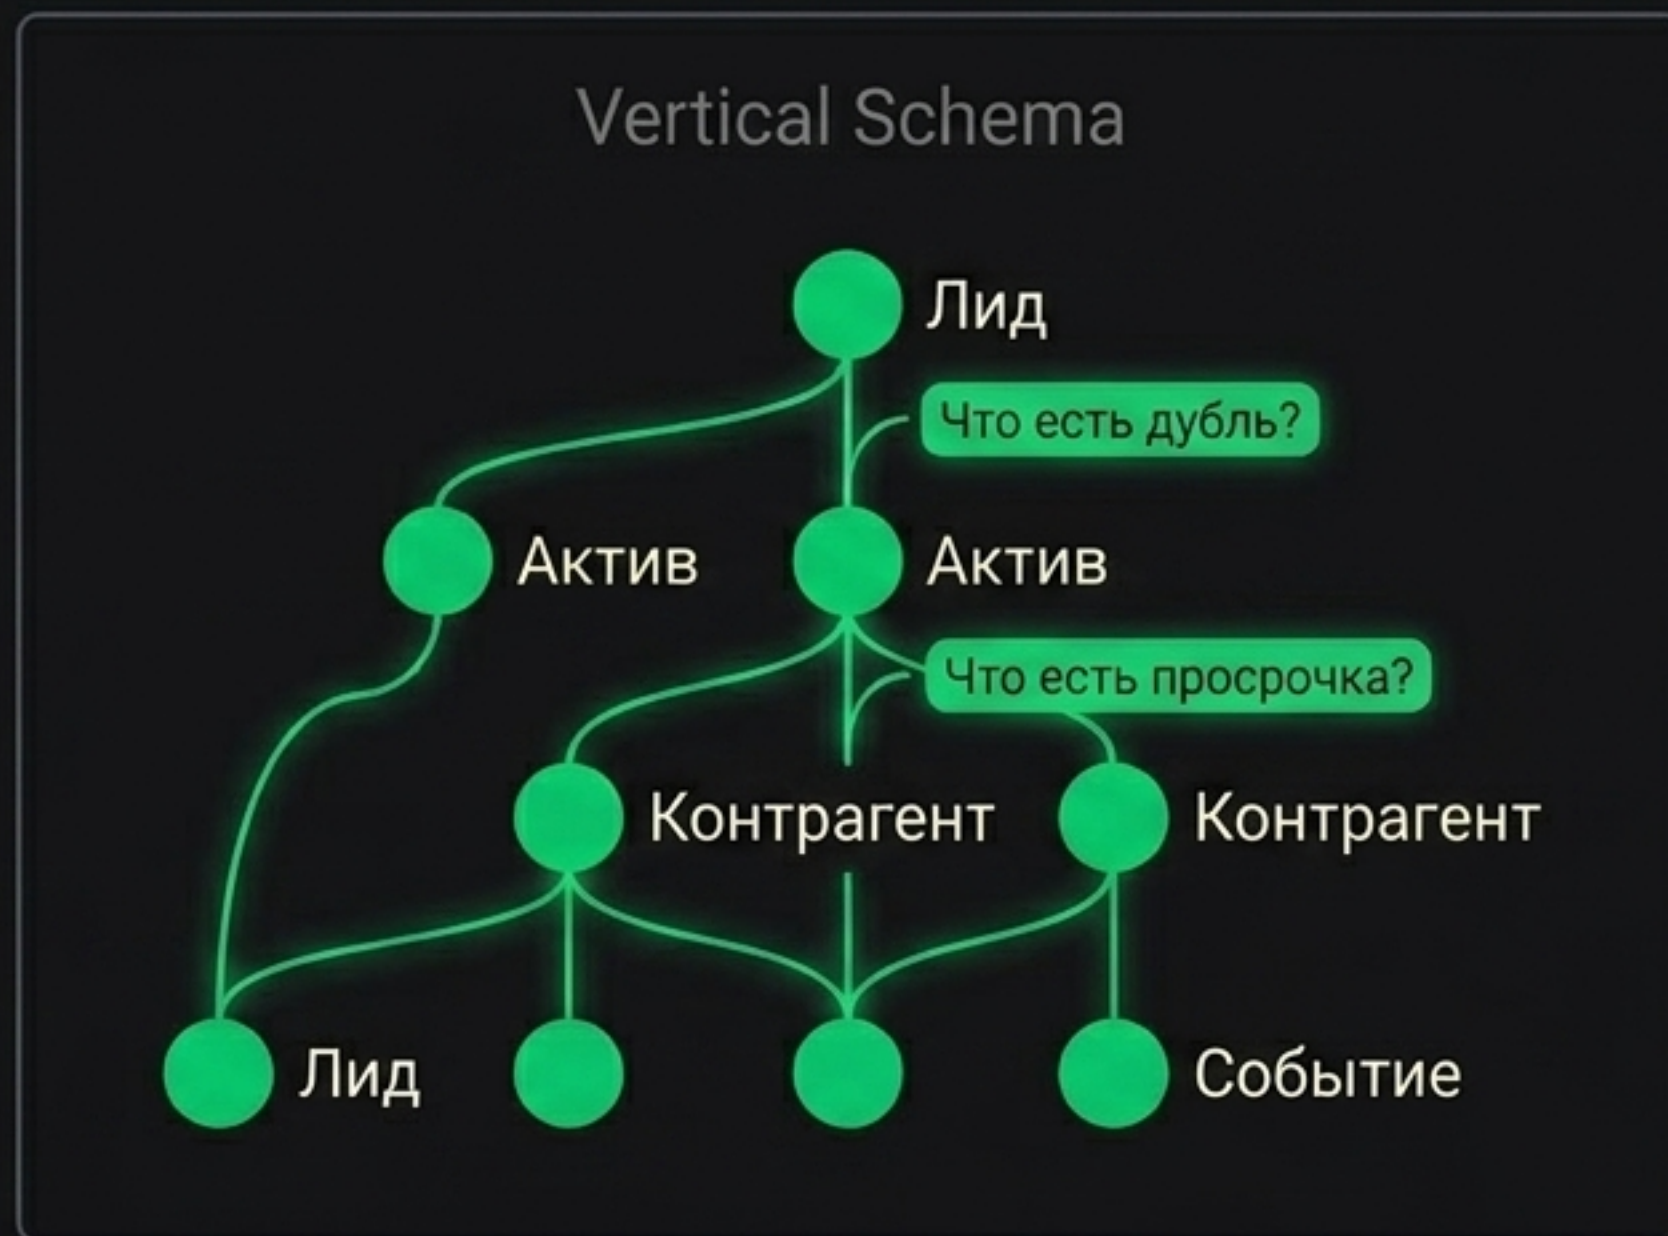 Vertical Schema
Лид
Что есть дубль?
Актив
Актив
Что есть просрочка?
Контрагент
Контрагент
Лид
Событие